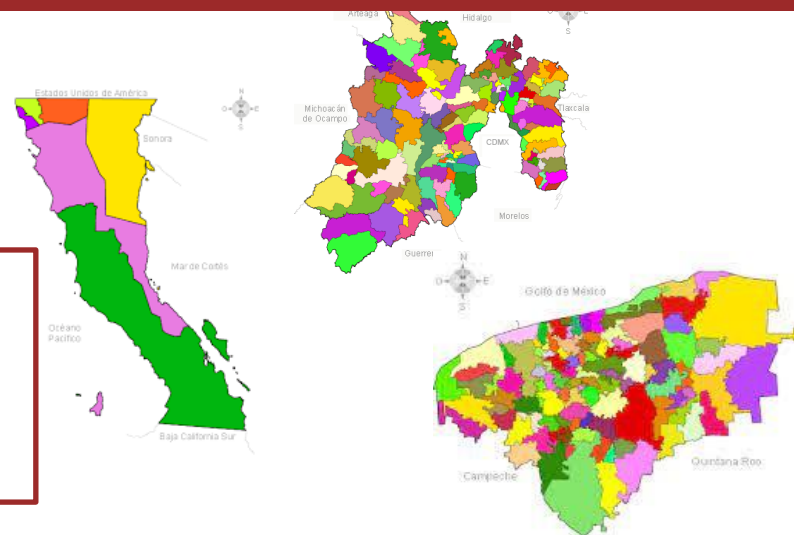 Estados Unidos de América
N
O
E
S
Sonora
Mar de Cortés
Océano
Pacífico
Baja California Sur
Arteaga
Hidalgo
S
Michoacán
de Ocampo
Tlaxcala
CDMX
Morelos
Guerrer
N
O
E
S
Golfo de México
Campeche
Quintana Roo